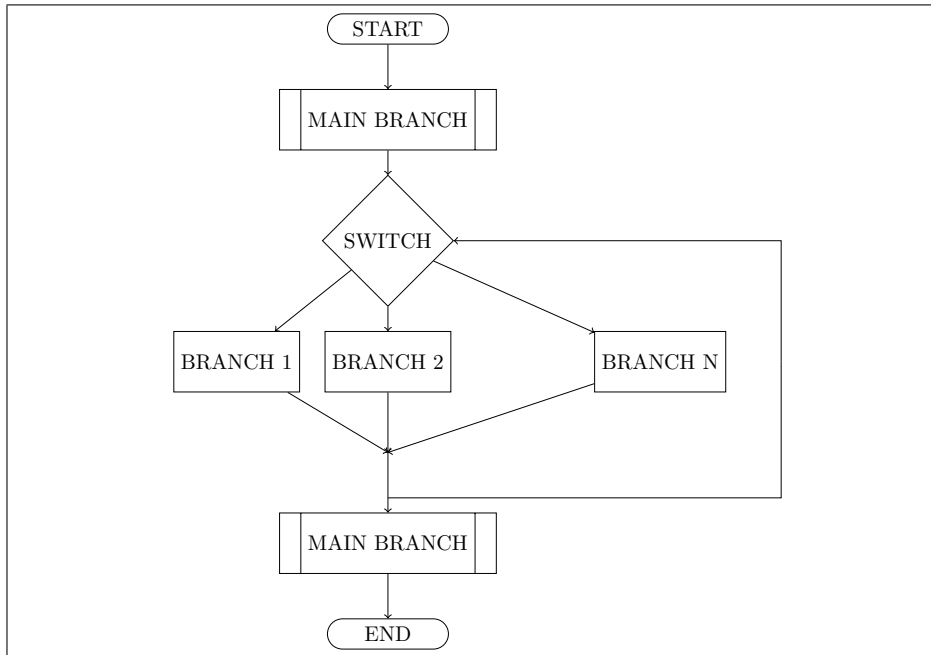 START
MAIN BRANCH
SWITCH
BRANCH 1
BRANCH 2
BRANCH N
MAIN BRANCH
END